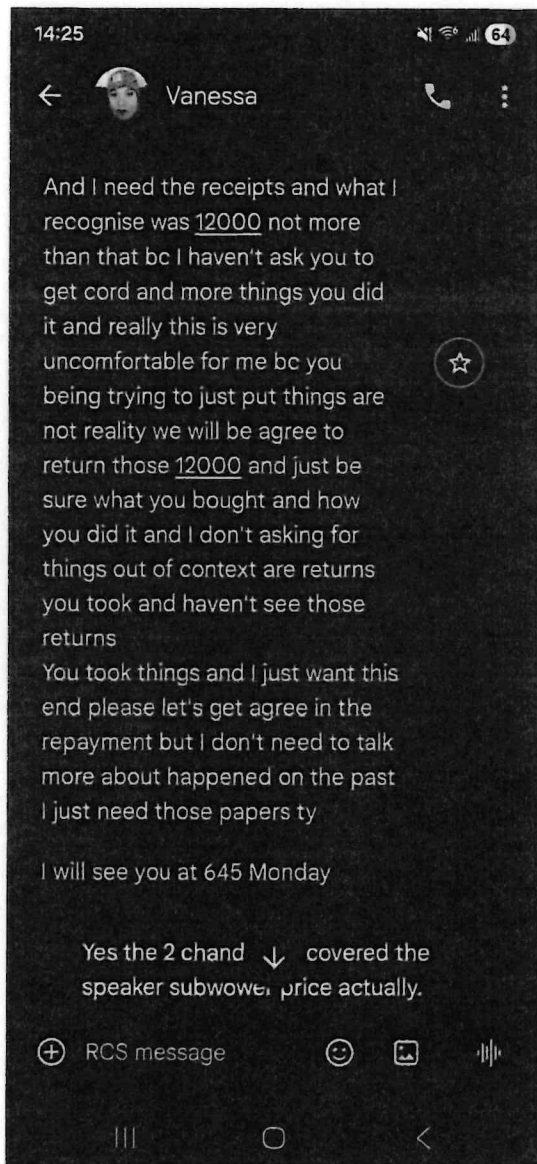 14:25
64
Vanessa
And I need the receipts and what I
recognise was 12000 not more
than that bc I haven't ask you to
get cord and more things you did
it and really this is very
uncomfortable for me bc you
being trying to just put things are
not reality we will be agree to
return those 12000 and just be
sure what you bought and how
you did it and I don't asking for
things out of context are returns
you took and haven't see those
returns
You took things and I just want this
end please let's get agree in the
repayment but I don't need to talk
more about happened on the past
I just need those papers ty
I will see you at 645 Monday
Yes the 2 chand covered the
speaker subwower price actually.
RCS message